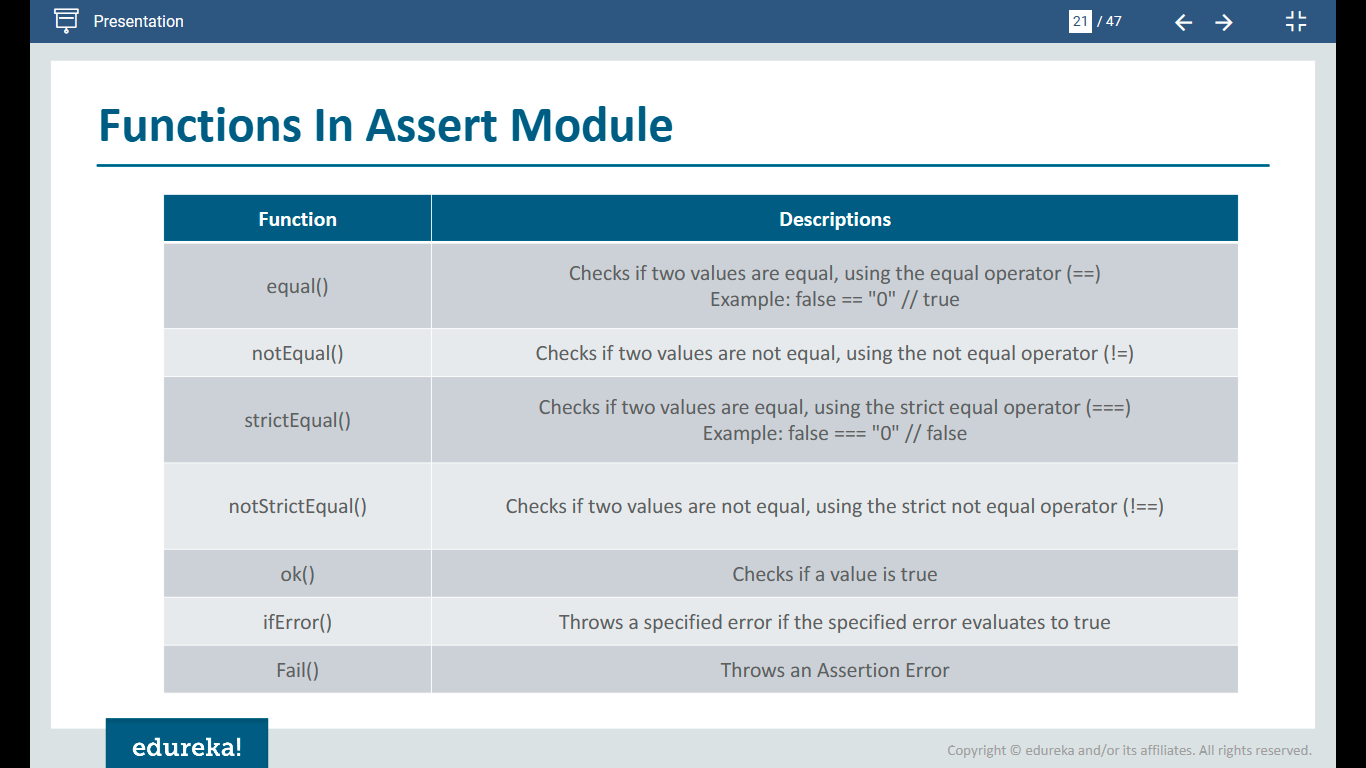 Presentation
21 / 47
Functions In Assert Module
Function Descriptions
equal()
Checks if two values are equal, using the equal operator (==)
Example: false == "0" // true
notEqual()
Checks if two values are not equal, using the not equal operator (!=)
strictEqual()
Checks if two values are equal, using the strict equal operator (===)
Example: false === "0" // false
notStrictEqual()
Checks if two values are not equal, using the strict not equal operator (!==)
ok()
Checks if a value is true
ifError()
Throws a specified error if the specified error evaluates to true
Fail()
Throws an Assertion Error
edureka!
Copyright © edureka and/or its affiliates. All rights reserved.